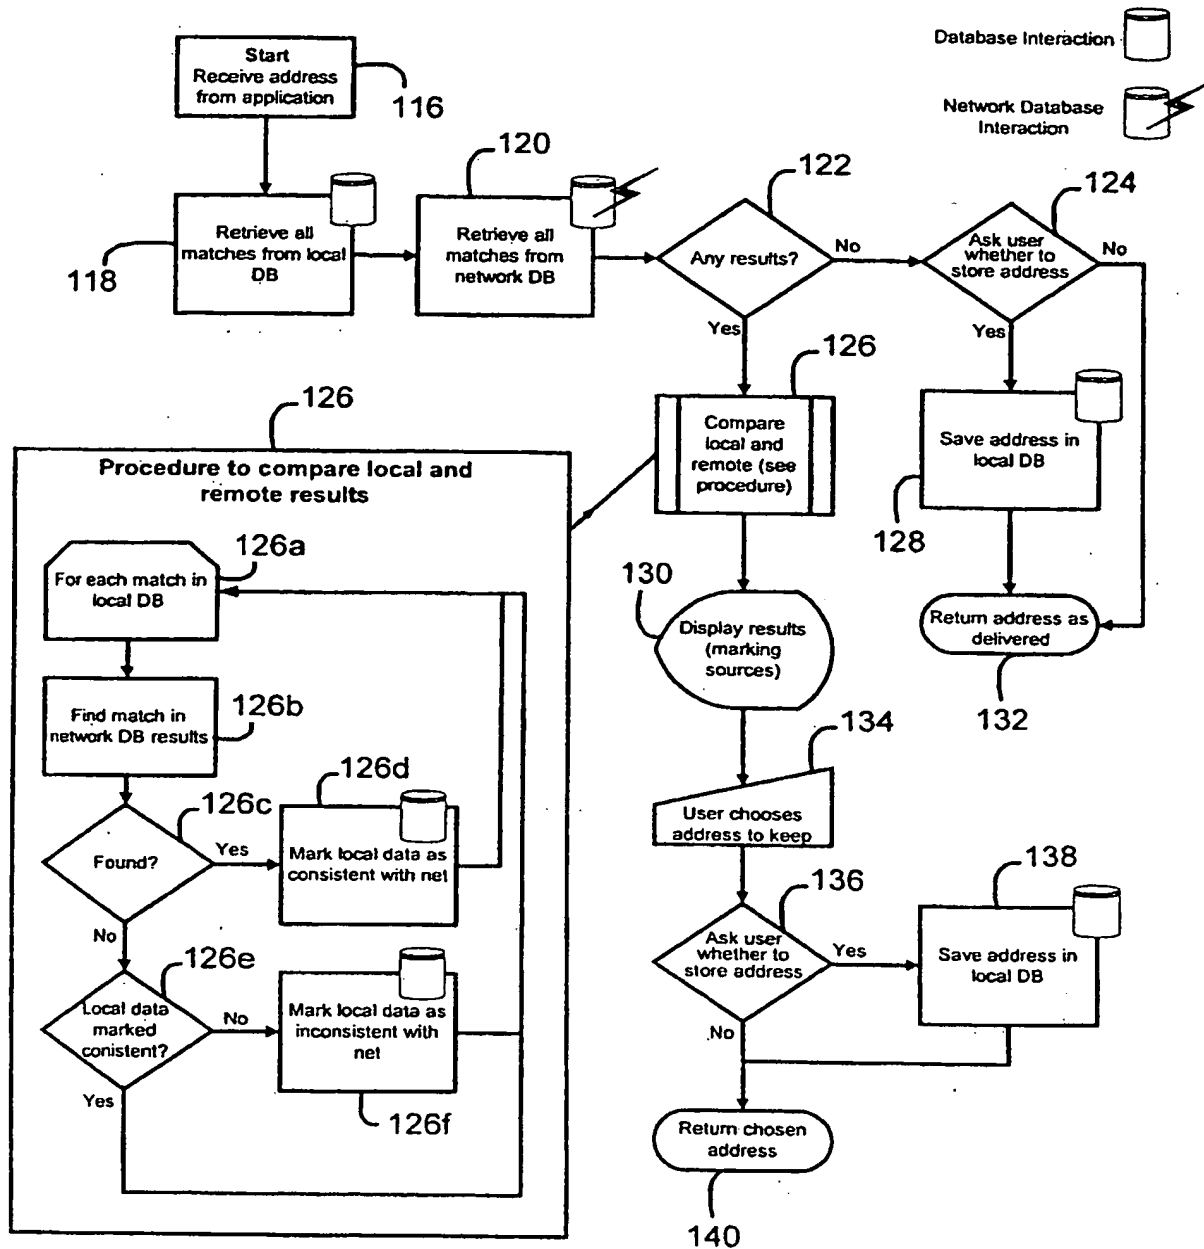 Database Interaction
Network Database
Interaction
Start
Receive address
from application
116
118
Retrieve all
matches from local
DB
120
Retrieve all
matches from
network DB
122
Any results?
No
Yes
124
Ask user
whether to
store address
No
Yes
126
Compare
local and
remote (see
procedure)
Save address in
local DB
128
130
Display results
(marking
sources)
Return address as
delivered
132
134
User chooses
address to keep
136
Ask user
whether to
store address
Yes
No
138
Save address in
local DB
Return chosen
address
140
126
Procedure to compare local and
remote results
126a
For each match in
local DB
126b
Find match in
network DB results
126c
Found?
Yes
No
126d
Mark local data as
consistent with net
126e
Local data
marked
conistent?
No
Yes
Mark local data as
inconsistent with
net
126f